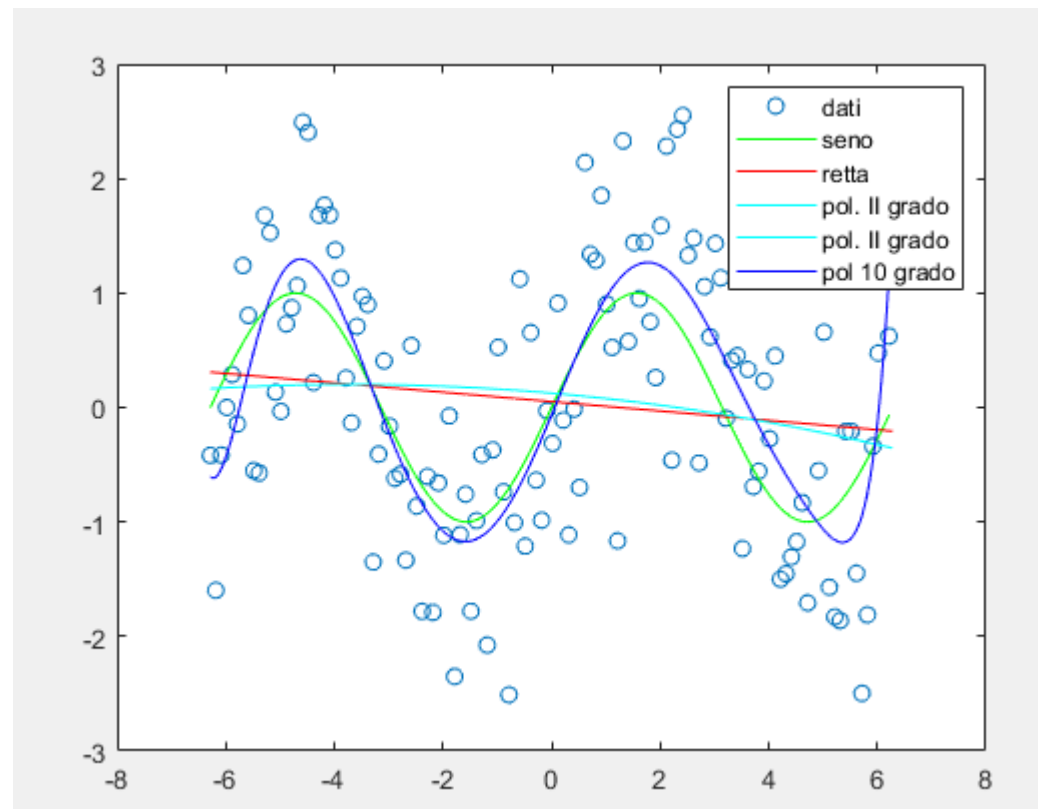 3
2
1
0
-1
-2
-3
-8
-6
-4
-2
0
2
4
6
8
dati
seno
retta
pol. II grado
pol. II grado
pol 10 grado